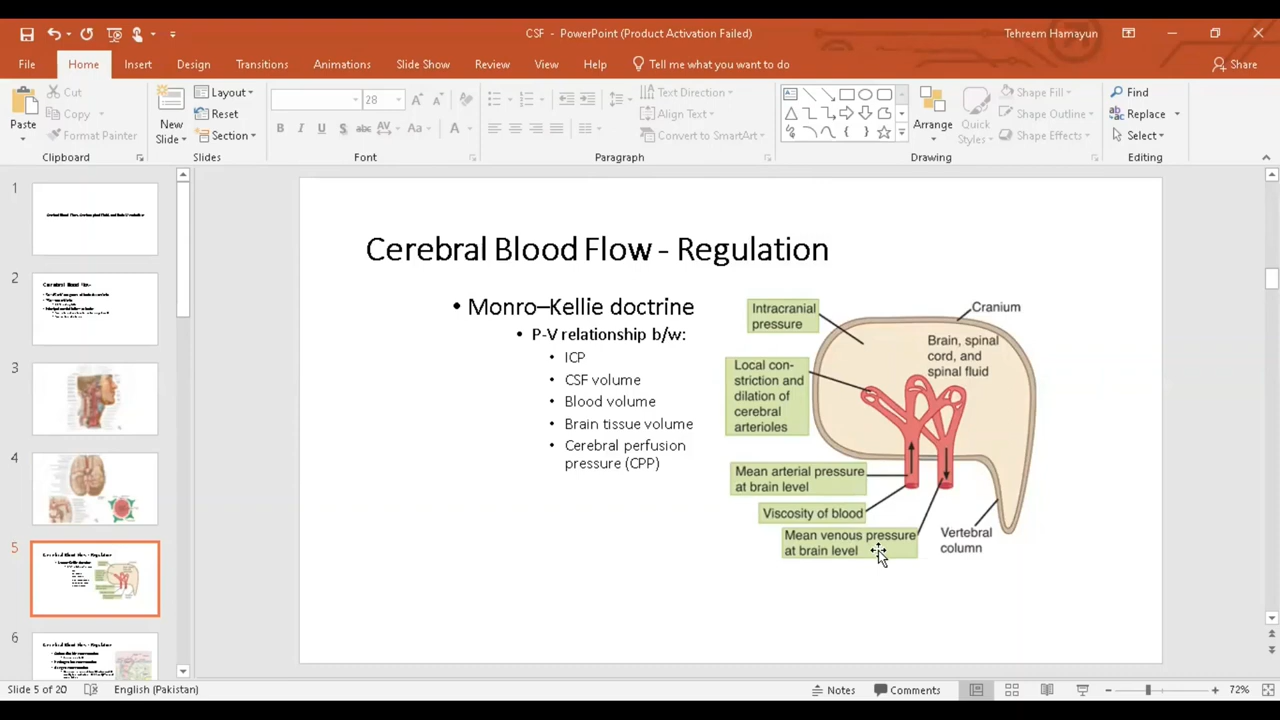 CSF - PowerPoint (Product Activation Failed)
Tehreem Hamayun
File Home Insert Design Transitions Animations Slide Show Review View Help Tell me what you want to do Share
Paste
Cut
Copy
Format Painter
Clipboard
New Slide
Layout
Reset
Section
Slides
28
Font
Text Direction
Align Text
Convert to SmartArt
Paragraph
Arrange
Quick Styles
Shape Fill
Shape Outline
Shape Effects
Drawing
Find
Replace
Select
Editing
1
2
3
4
5
6
Cerebral Blood Flow - Regulation
• Monro–Kellie doctrine
• P-V relationship b/w:
• ICP
• CSF volume
• Blood volume
• Brain tissue volume
• Cerebral perfusion
pressure (CPP)
Intracranial
pressure
Cranium
Brain, spinal
cord, and
spinal fluid
Local con-
striction and
dilation of
cerebral
arterioles
Mean arterial pressure
at brain level
Viscosity of blood
Mean venous pressure
at brain level
Vertebral
column
Slide 5 of 20
English (Pakistan)
Notes
Comments
72%